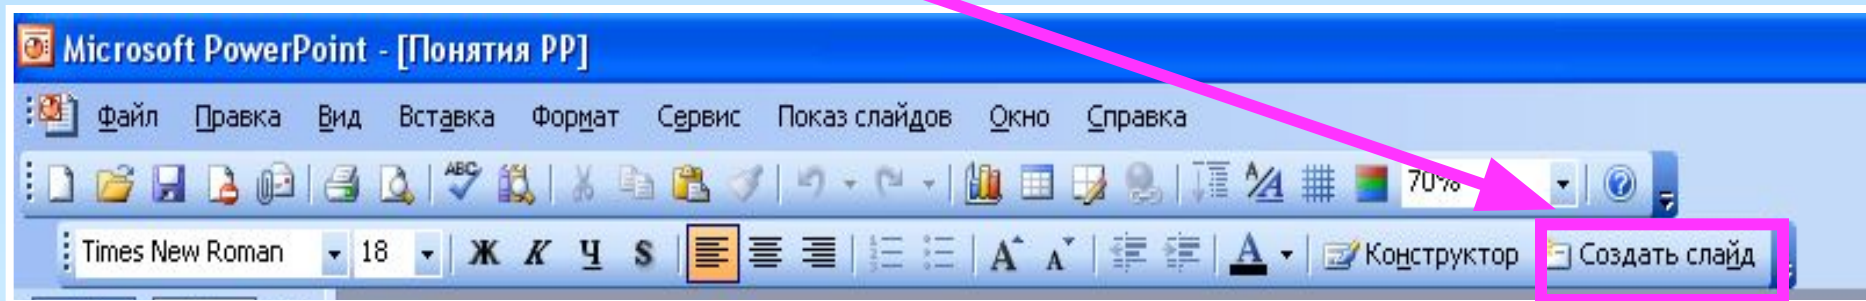 Microsoft PowerPoint - [Понятия PP]
Файл Правка Вид Вставка Формат Сервис Показ слайдов Окно Справка
ABC 70%
Times New Roman 18 Ж К Ч S A A A Конструктор Создать слайд